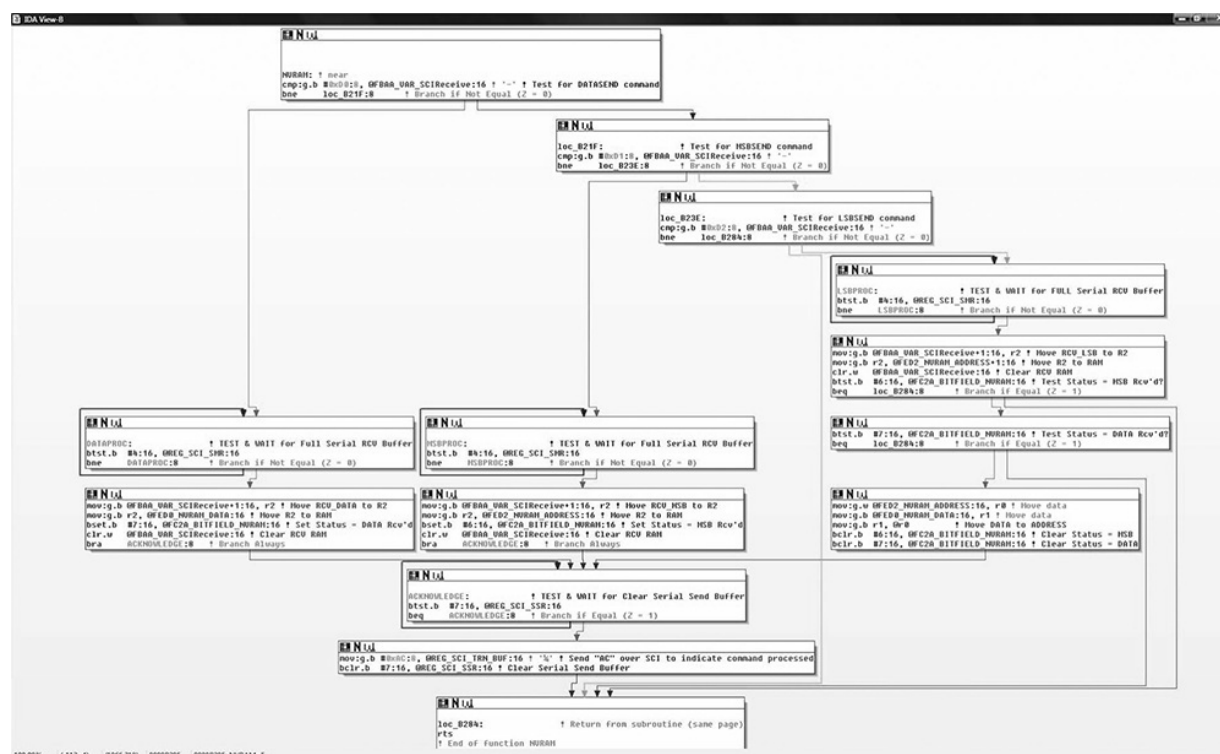 IDA View-8
NVRAM: ! near
cmp:g.b #0xD0:8, @FBAA_VAR_SCIReceive:16 ! '-' ! Test for DATASEND command
bne loc_B21F:8 ! Branch if Not Equal (Z = 0)
loc_B21F: ! Test for MSBSEND command
cmp:g.b #0xD1:8, @FBAA_VAR_SCIReceive:16 ! '-'
bne loc_B23E:8 ! Branch if Not Equal (Z = 0)
loc_B23E: ! Test for LSBSEND command
cmp:g.b #0xD2:8, @FBAA_VAR_SCIReceive:16 ! '-'
bne loc_B284:8 ! Branch if Not Equal (Z = 0)
LSBPROC: ! TEST & WAIT for FULL Serial RCV Buffer
btst.b #4:16, @REG_SCI_SMR:16
bne LSBPROC:8 ! Branch if Not Equal (Z = 0)
mov:g.b @FBAA_VAR_SCIReceive+1:16, r2 ! Move RCV_LSB to R2
mov:g.b r2, @FED2_NVRAM_ADDRESS+1:16 ! Move R2 to RAM
clr.w @FBAA_VAR_SCIReceive:16 ! Clear RCV RAM
btst.b #6:16, @FC2A_BITFIELD_NVRAM:16 ! Test Status = MSB Rcv'd?
beq loc_B284:8 ! Branch if Equal (Z = 1)
btst.b #7:16, @FC2A_BITFIELD_NVRAM:16 ! Test Status = DATA Rcv'd?
beq loc_B284:8 ! Branch if Equal (Z = 1)
DATAPROC: ! TEST & WAIT for Full Serial RCV Buffer
btst.b #4:16, @REG_SCI_SMR:16
bne DATAPROC:8 ! Branch if Not Equal (Z = 0)
MSBPROC: ! TEST & WAIT for Full Serial RCV Buffer
btst.b #4:16, @REG_SCI_SMR:16
bne MSBPROC:8 ! Branch if Not Equal (Z = 0)
mov:g.b @FBAA_VAR_SCIReceive+1:16, r2 ! Move RCV_DATA to R2
mov:g.b r2, @FED0_NVRAM_DATA:16 ! Move R2 to RAM
bset.b #7:16, @FC2A_BITFIELD_NVRAM:16 ! Set Status = DATA Rcv'd
clr.w @FBAA_VAR_SCIReceive:16 ! Clear RCV RAM
bra ACKNOWLEDGE:8 ! Branch Always
mov:g.b @FBAA_VAR_SCIReceive+1:16, r2 ! Move RCV_MSB to R2
mov:g.b r2, @FED2_NVRAM_ADDRESS:16 ! Move R2 to RAM
bset.b #6:16, @FC2A_BITFIELD_NVRAM:16 ! Set Status = MSB Rcv'd
clr.w @FBAA_VAR_SCIReceive:16 ! Clear RCV RAM
bra ACKNOWLEDGE:8 ! Branch Always
mov:g.w @FED2_NVRAM_ADDRESS:16, r0 ! Move data
mov:g.b @FED0_NVRAM_DATA:16, r1 ! Move data
mov:g.b r1, @r0 ! Move DATA to ADDRESS
bclr.b #6:16, @FC2A_BITFIELD_NVRAM:16 ! Clear Status = MSB
bclr.b #7:16, @FC2A_BITFIELD_NVRAM:16 ! Clear Status = DATA
ACKNOWLEDGE: ! TEST & WAIT for Clear Serial Send Buffer
btst.b #7:16, @REG_SCI_SSR:16
beq ACKNOWLEDGE:8 ! Branch if Equal (Z = 1)
mov:g.b #0xAC:8, @REG_SCI_TRN_BUF:16 ! '¼' ! Send "AC" over SCI to indicate command processed
bclr.b #7:16, @REG_SCI_SSR:16 ! Clear Serial Send Buffer
loc_B284: ! Return from subroutine (same page)
rts
! End of function NVRAM